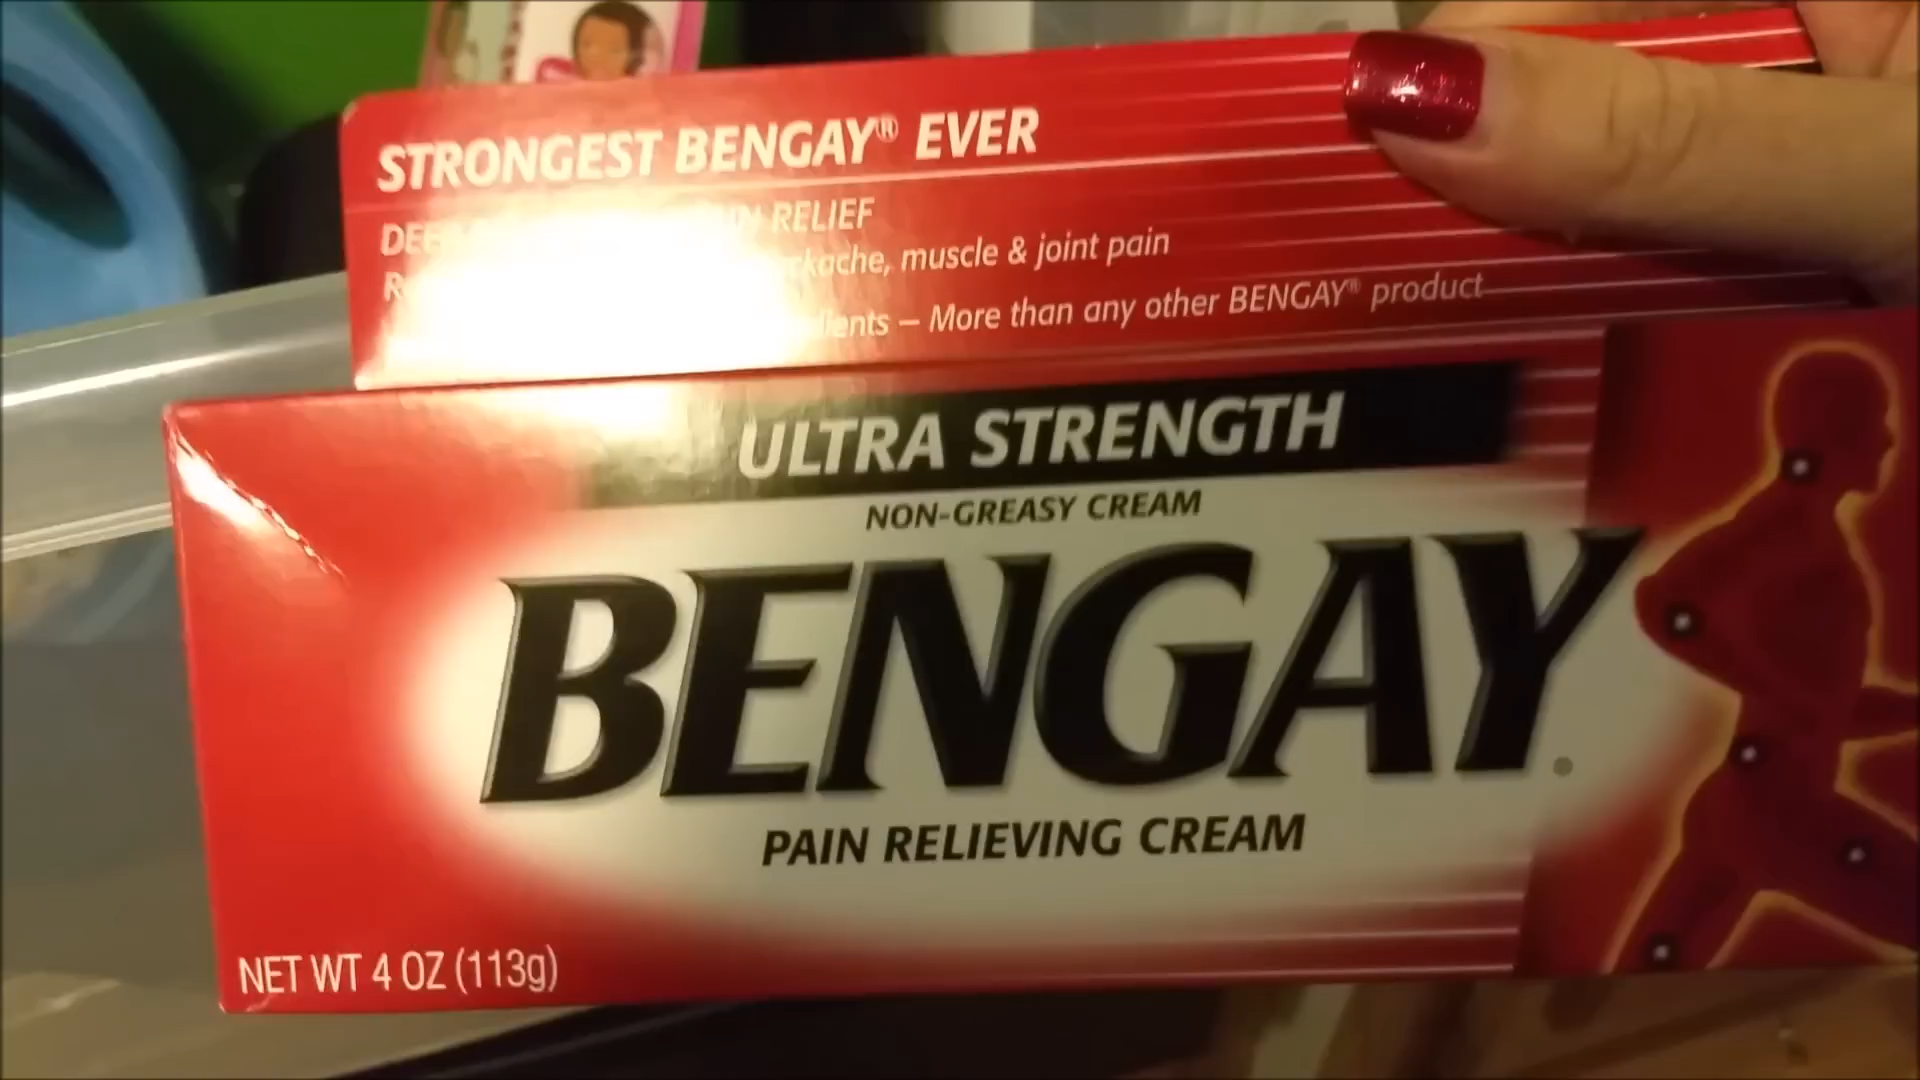 STRONGEST BENGAY® EVER
RELIEF
muscle & joint pain
– More than any other BENGAY® product
ULTRA STRENGTH
NON-GREASY CREAM
BENGAY
PAIN RELIEVING CREAM
NET WT 4 OZ (113g)